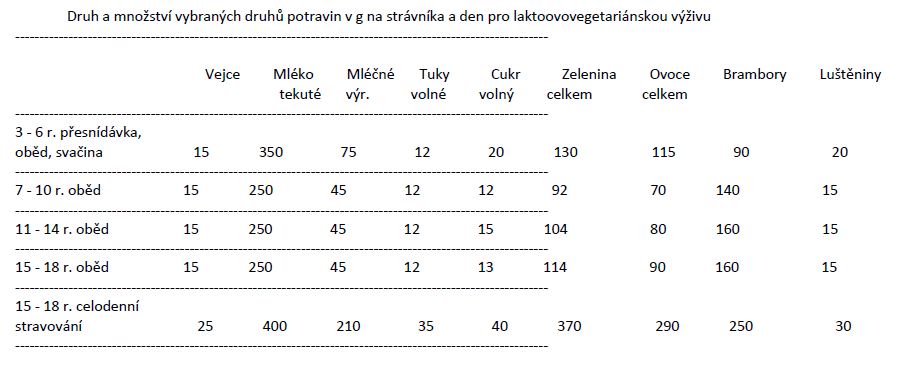 Druh a množství vybraných druhů potravin v g na strávníka a den pro laktoovovegetariánskou výživu
-----------------------------------------------------------------------------------------------------------
Vejce Mléko Mléčné Tuky Cukr Zelenina Ovoce Brambory Luštěniny
tekuté výr. volné volný celkem celkem
-----------------------------------------------------------------------------------------------------------
3 - 6 r. přesnídávka,
oběd, svačina 15 350 75 12 20 130 115 90 20
-----------------------------------------------------------------------------------------------------------
7 - 10 r. oběd 15 250 45 12 12 92 70 140 15
-----------------------------------------------------------------------------------------------------------
11 - 14 r. oběd 15 250 45 12 15 104 80 160 15
-----------------------------------------------------------------------------------------------------------
15 - 18 r. oběd 15 250 45 12 13 114 90 160 15
-----------------------------------------------------------------------------------------------------------
15 - 18 r. celodenní
stravování 25 400 210 35 40 370 290 250 30
-----------------------------------------------------------------------------------------------------------